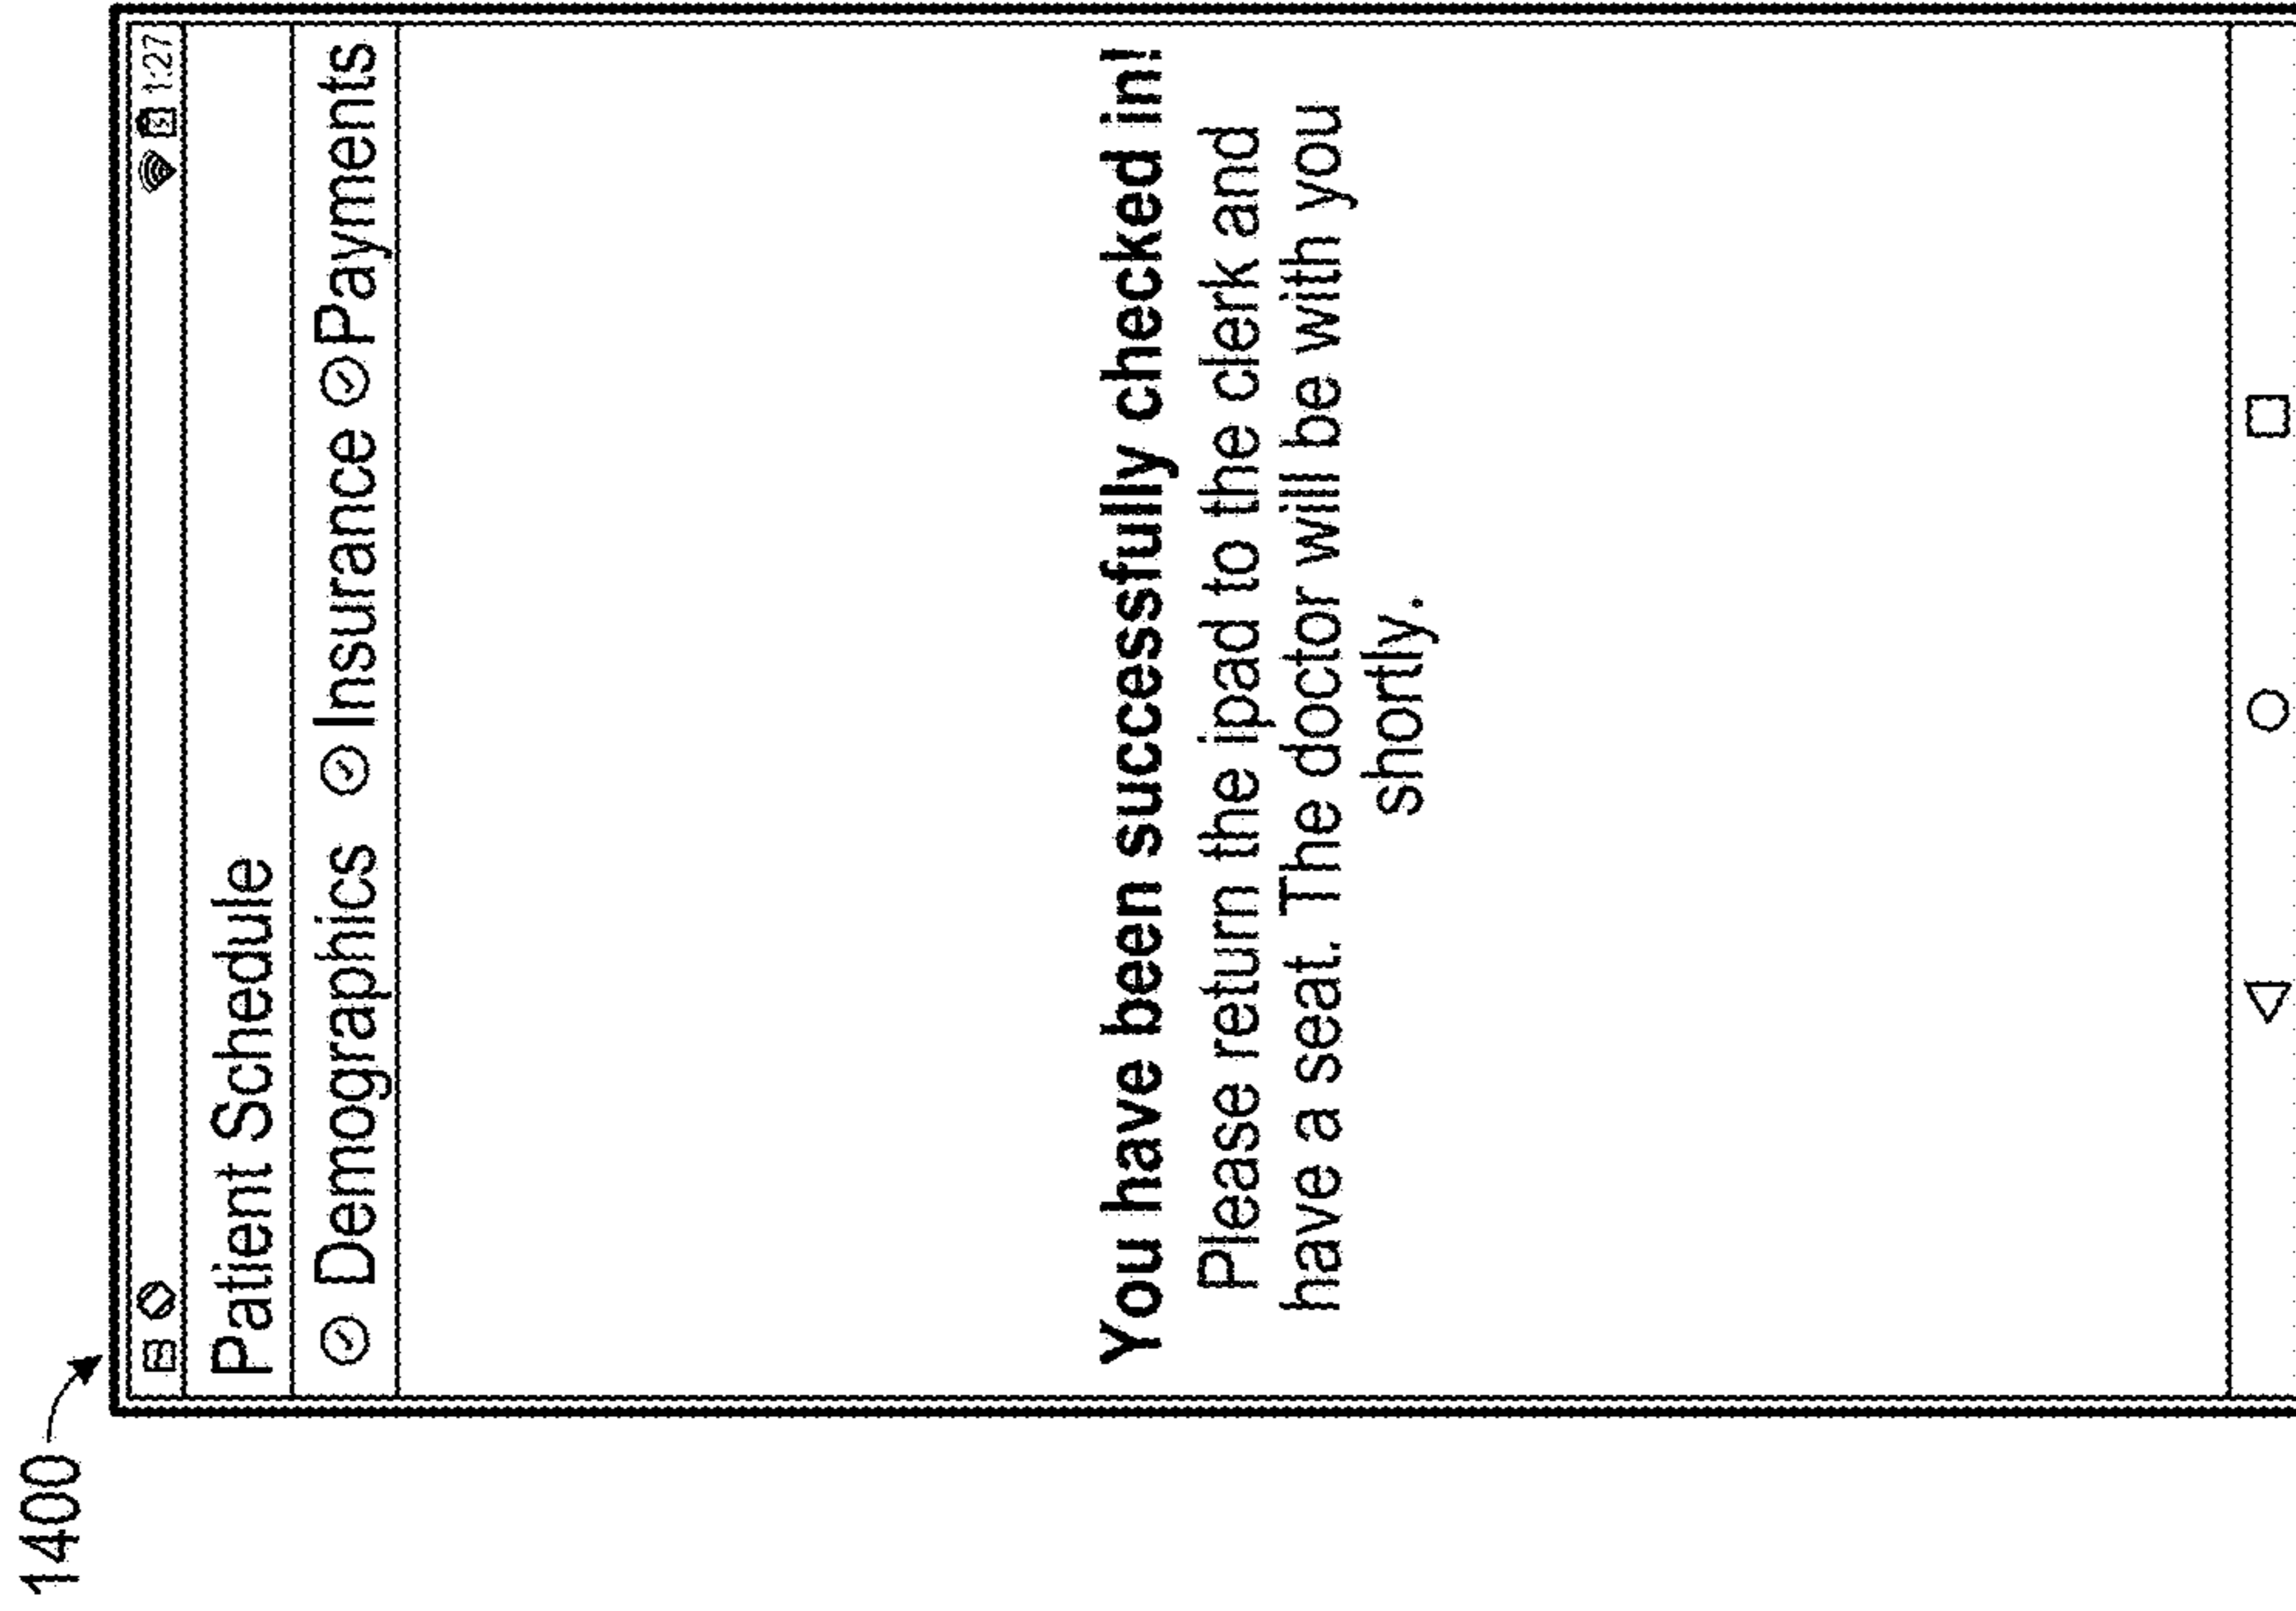 1400
1:27
Patient Schedule
Demographics Insurance Payments
You have been successfully checked in!
Please return the ipad to the clerk and
have a seat. The doctor will be with you
shortly.